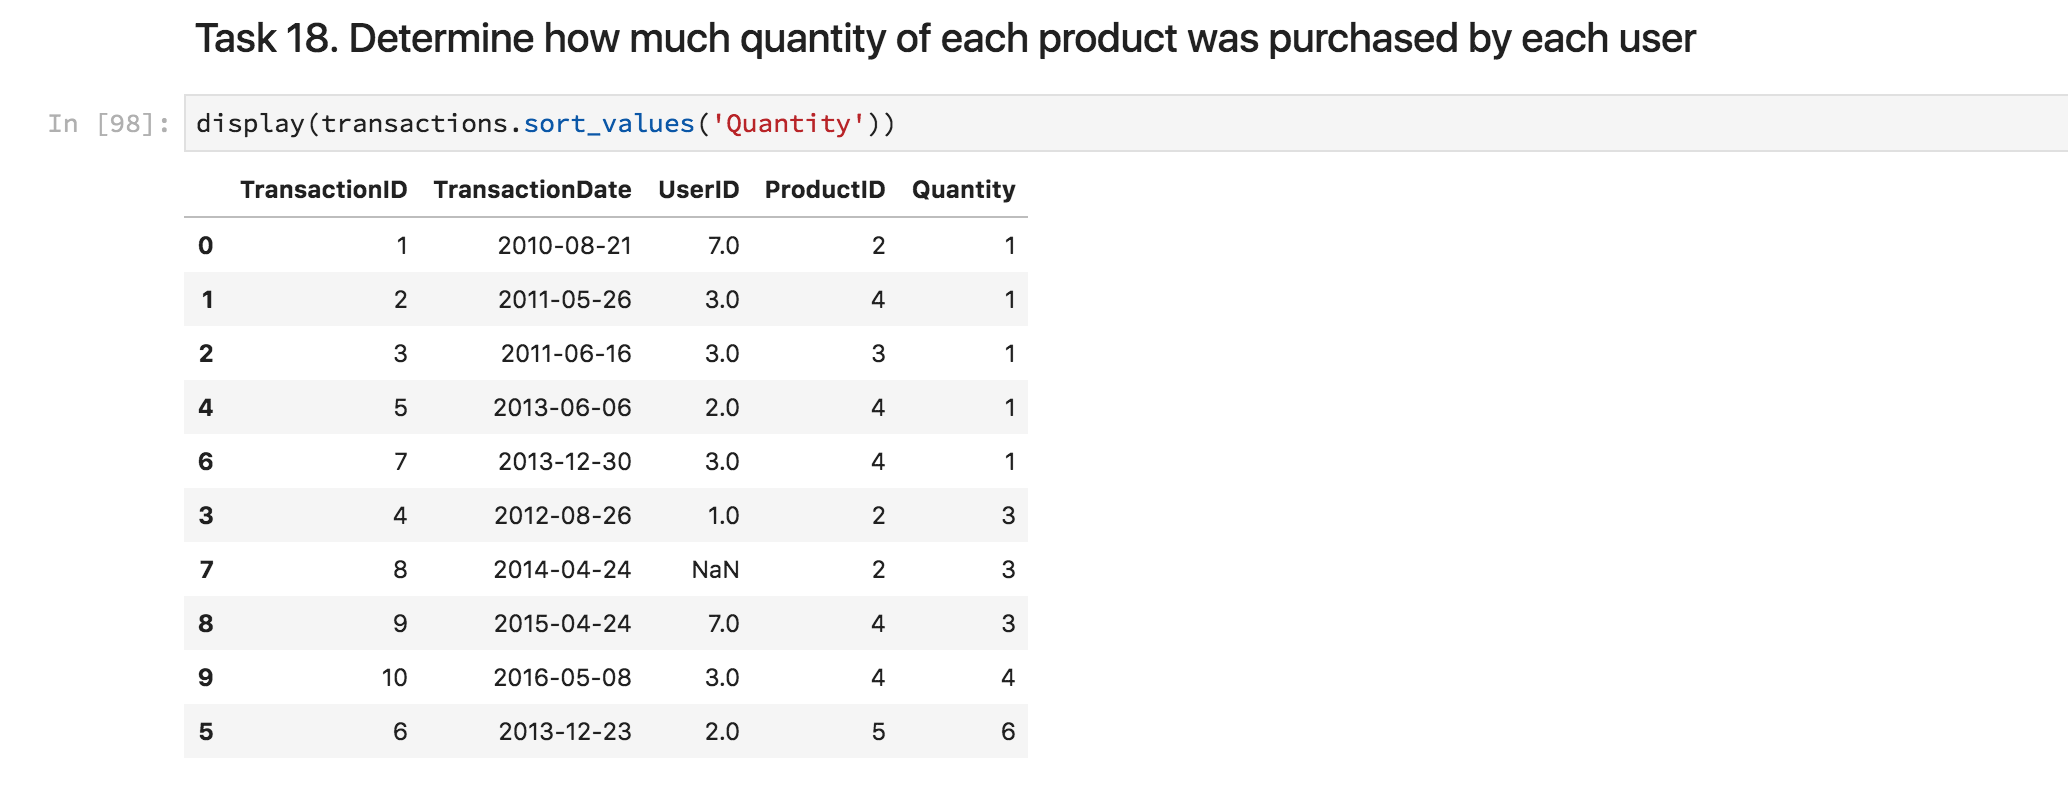 Task 18. Determine how much quantity of each product was purchased by each user
In [98]: display(transactions.sort_values('Quantity'))
TransactionID TransactionDate UserID ProductID Quantity
0 1 2010-08-21 7.0 2 1
1 2 2011-05-26 3.0 4 1
2 3 2011-06-16 3.0 3 1
4 5 2013-06-06 2.0 4 1
6 7 2013-12-30 3.0 4 1
3 4 2012-08-26 1.0 2 3
7 8 2014-04-24 NaN 2 3
8 9 2015-04-24 7.0 4 3
9 10 2016-05-08 3.0 4 4
5 6 2013-12-23 2.0 5 6